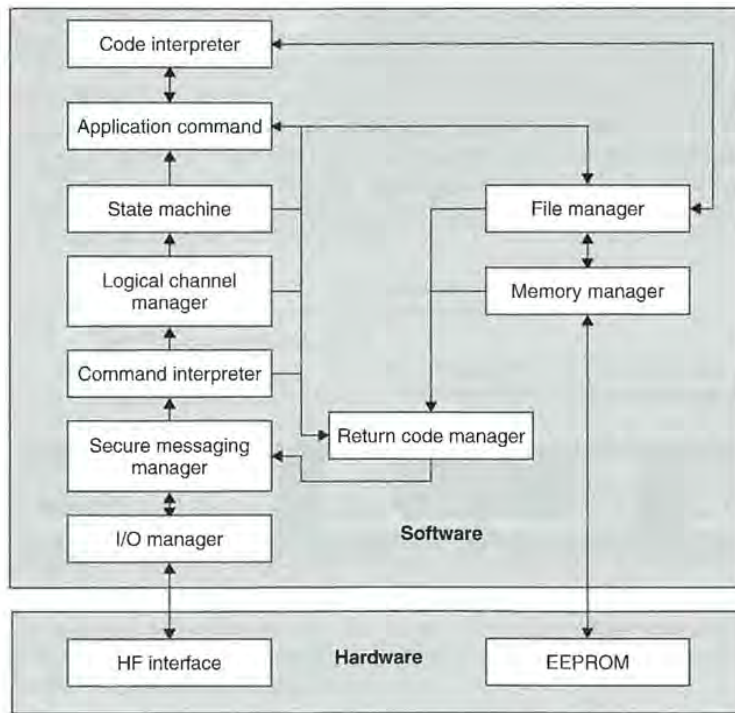 Code interpreter
Application command
State machine
File manager
Logical channel
manager
Memory manager
Command interpreter
Return code manager
Secure messaging
manager
I/O manager
Software
HF interface
Hardware
EEPROM